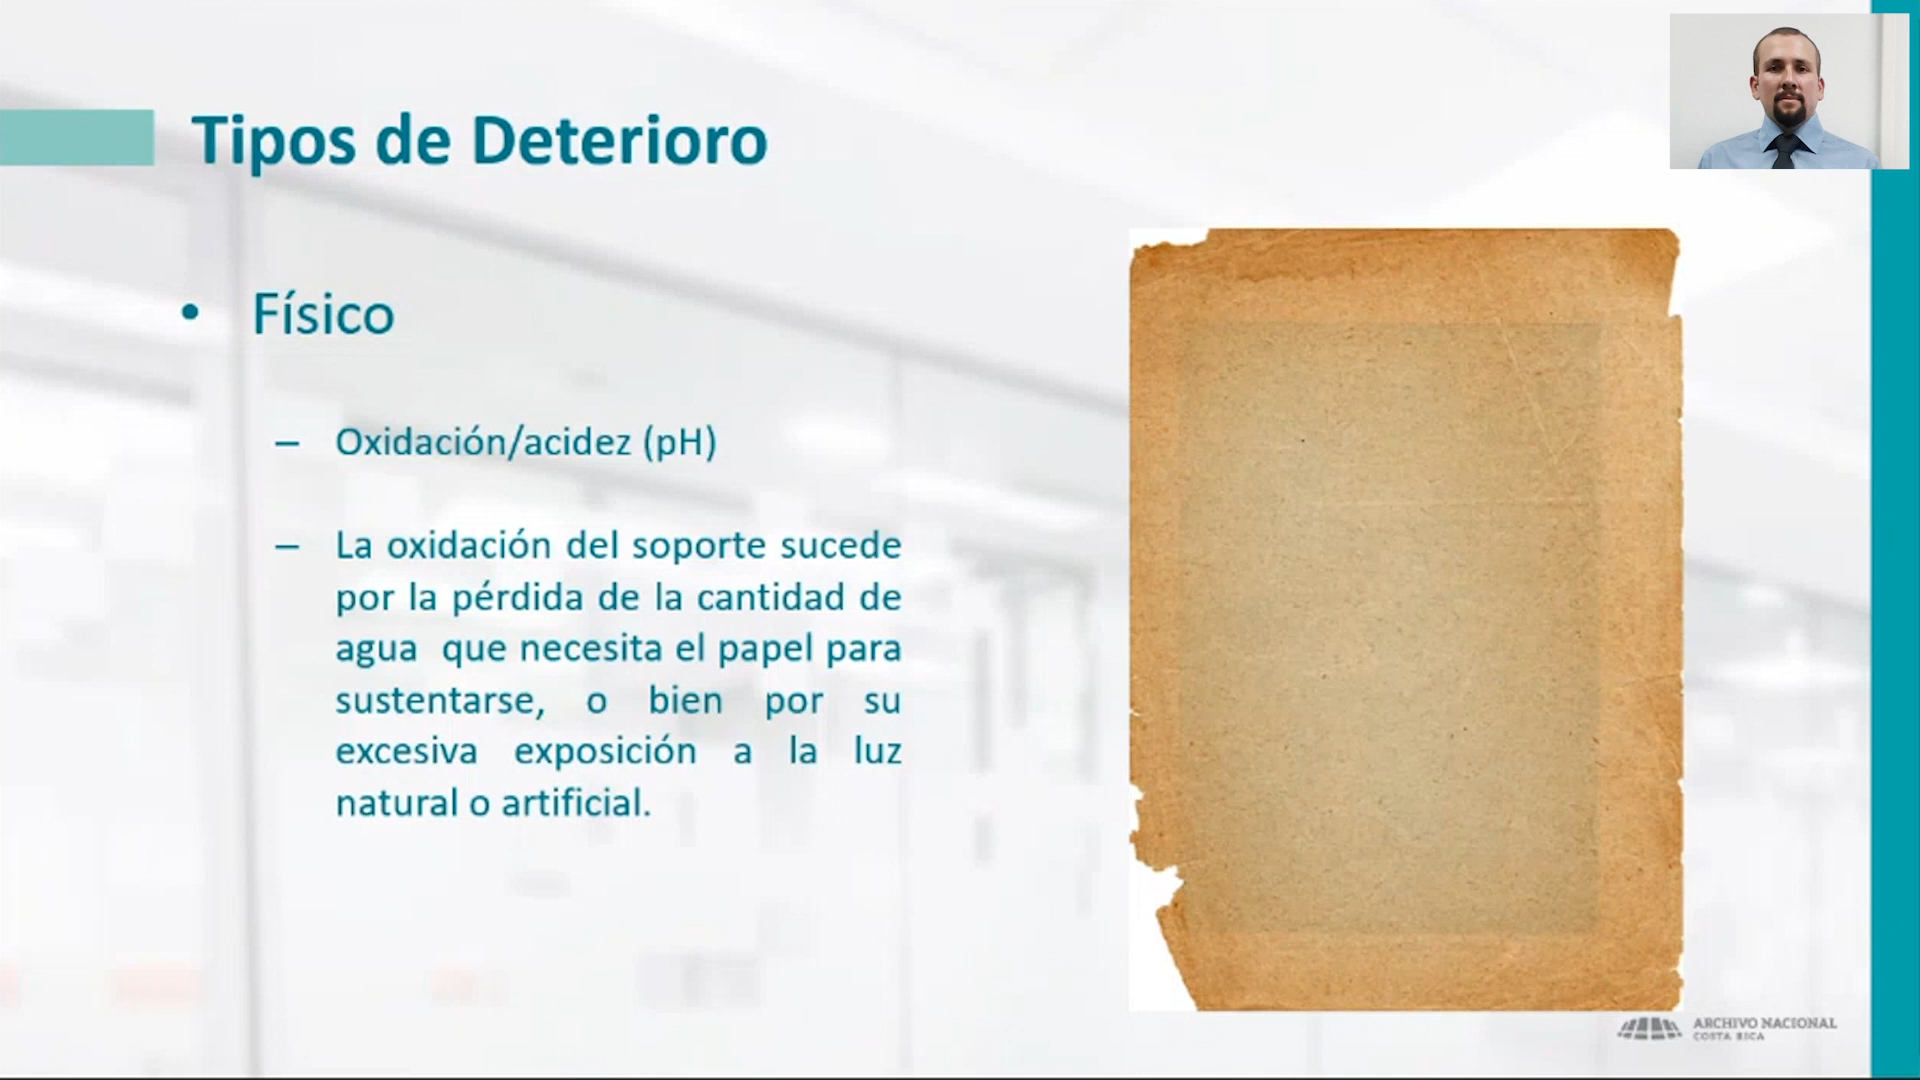 Tipos de Deterioro
• Físico
– Oxidación/acidez (pH)
– La oxidación del soporte sucede
por la pérdida de la cantidad de
agua que necesita el papel para
sustentarse, o bien por su
excesiva exposición a la luz
natural o artificial.
ARCHIVO NACIONAL
COSTA RICA